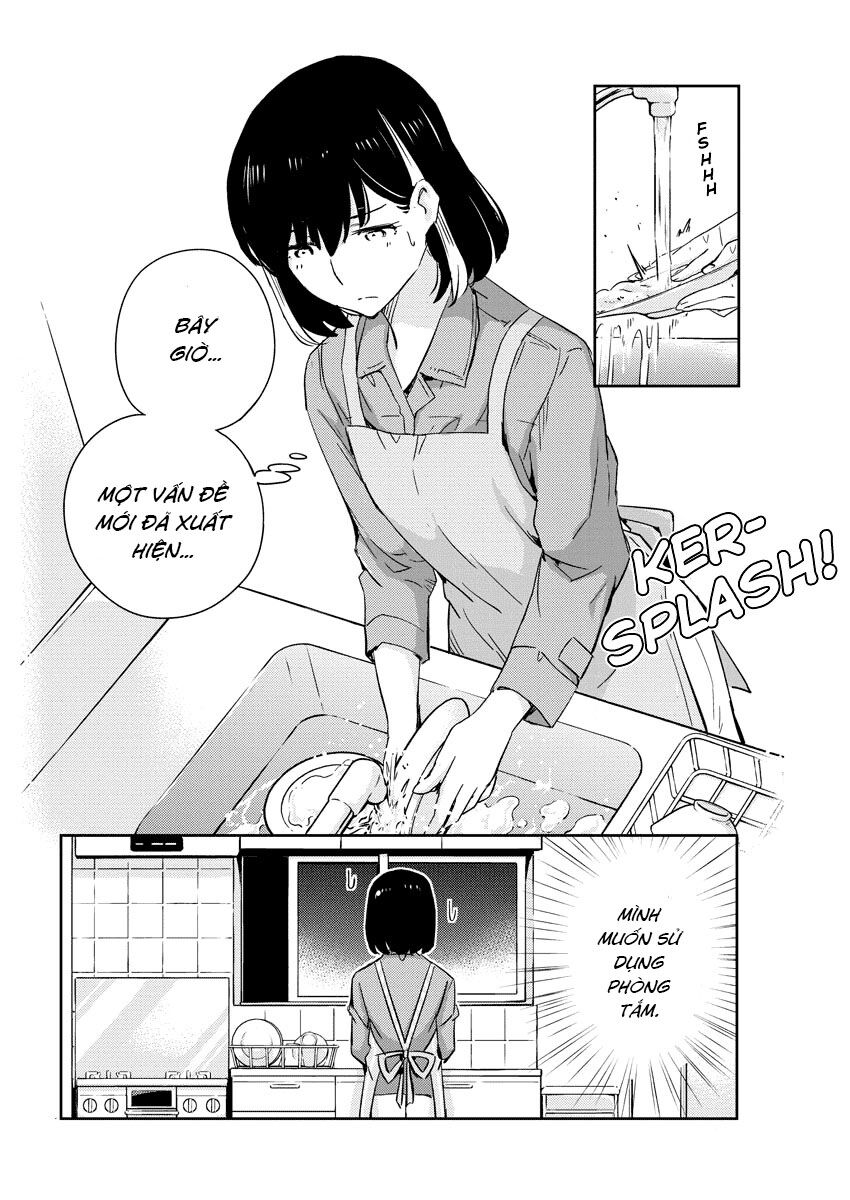 FSHHH
BÂY
GIỜ...
MỘT VẤN ĐỀ
MỚI ĐÃ XUẤT
HIỆN...
KER-
SPLASH!
MÌNH
MUỐN SỬ
DỤNG
PHÒNG
TẮM.